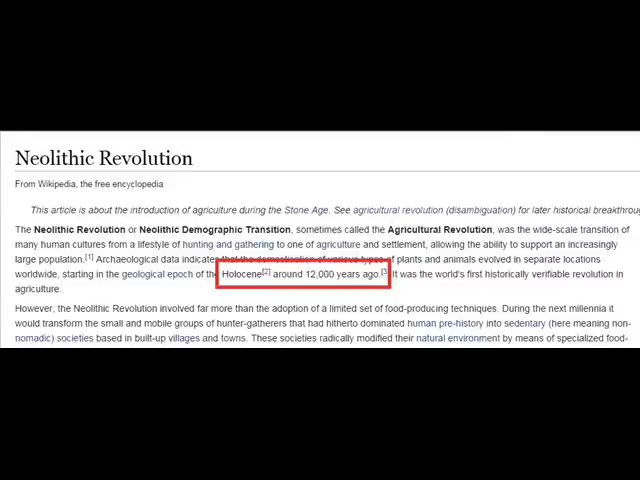 Neolithic Revolution
From Wikipedia, the free encyclopedia
This article is about the introduction of agriculture during the Stone Age. See agricultural revolution (disambiguation) for later historical
The Neolithic Revolution or Neolithic Demographic Transition, sometimes called the Agricultural Revolution, was the wide-scale transition of
many human cultures from a lifestyle of hunting and gathering to one of agriculture and settlement, allowing the ability to support an increasingly
large population.[1] Archaeological data indicates that the domestication of various types of plants and animals evolved in separate locations
worldwide, starting in the geological epoch of the Holocene[2] around 12,000 years ago.[3] It was the world's first historically verifiable revolution in
agriculture.
However, the Neolithic Revolution involved far more than the adoption of a limited set of food-producing techniques. During the next millennia it
would transform the small and mobile groups of hunter-gatherers that had hitherto dominated human pre-history into sedentary (here meaning non-
nomadic) societies based in built-up villages and towns. These societies radically modified their natural environment by means of specialized food-